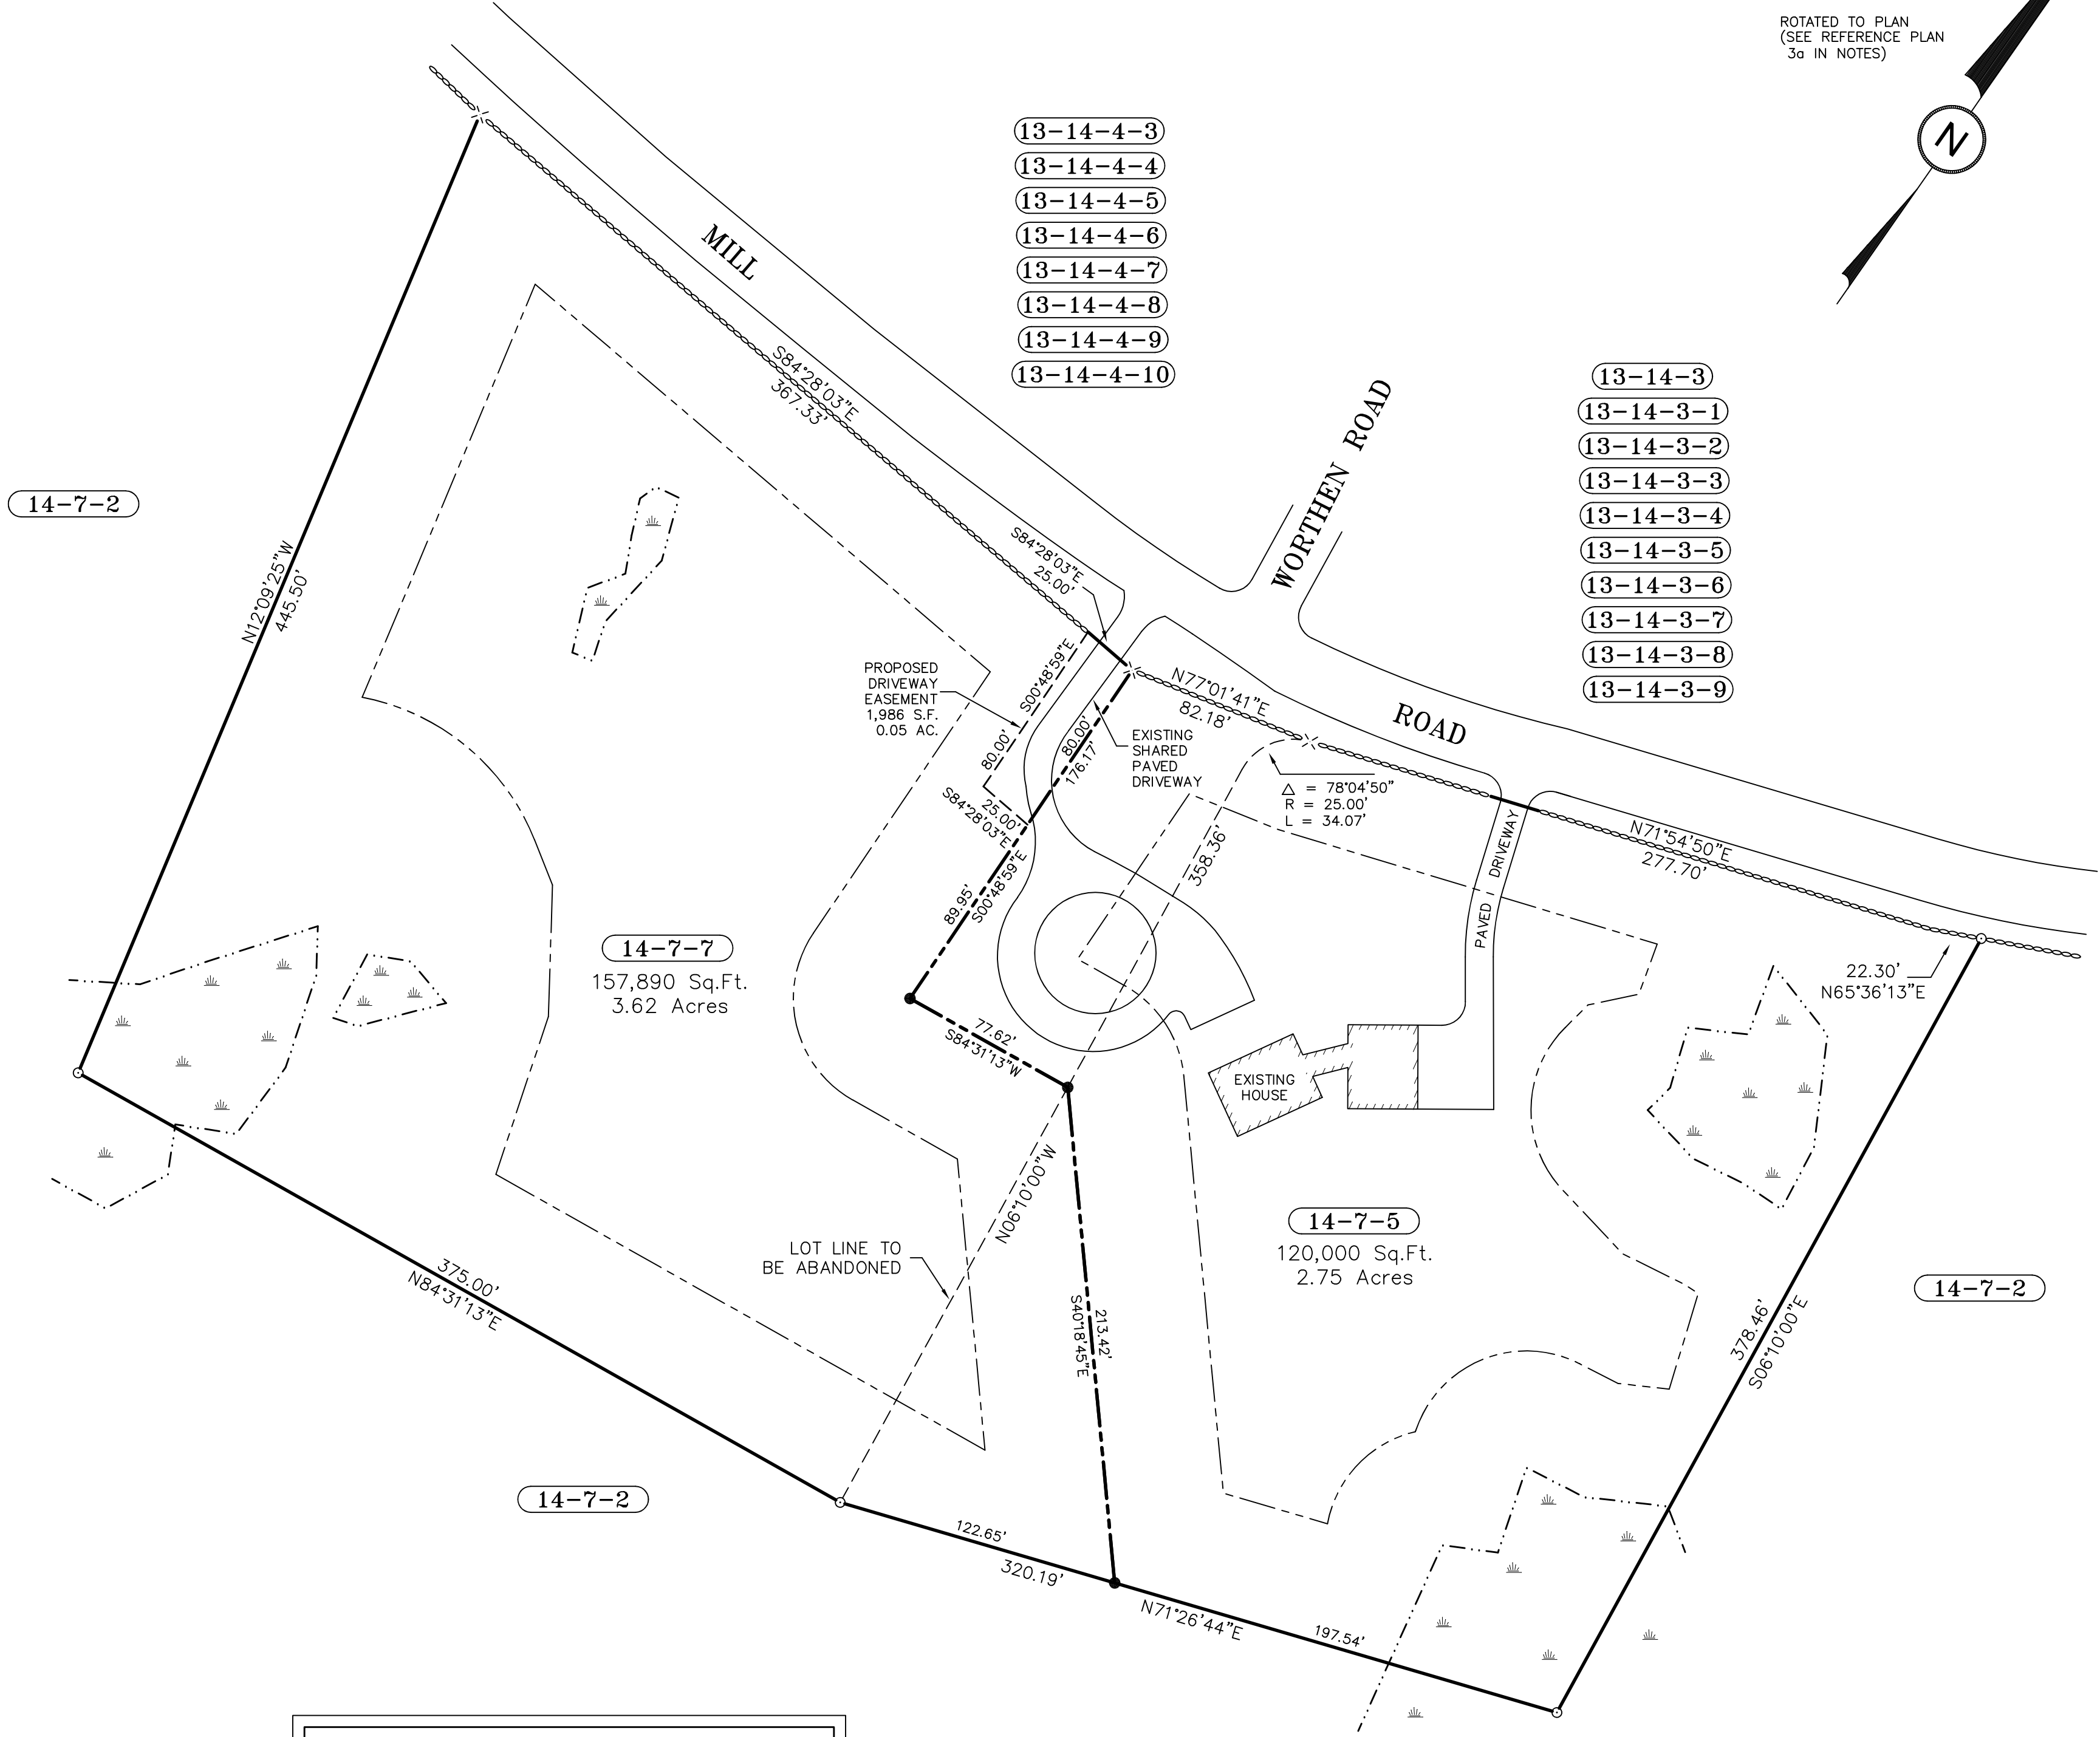 ROTATED TO PLAN
(SEE REFERENCE PLAN
3a IN NOTES)
N
13-14-4-3
13-14-4-4
13-14-4-5
13-14-4-6
13-14-4-7
13-14-4-8
13-14-4-9
13-14-4-10
MILL
WORTHEN ROAD
13-14-3
13-14-3-1
13-14-3-2
13-14-3-3
13-14-3-4
13-14-3-5
13-14-3-6
13-14-3-7
13-14-3-8
13-14-3-9
S84°28'03"E
367.33'
14-7-2
N12°09'25"W
445.50'
S84°28'03"E
25.00'
PROPOSED
DRIVEWAY
EASEMENT
1,986 S.F.
0.05 AC.
S00°48'59"E
80.00'
80.00'
176.17'
EXISTING
SHARED
PAVED
DRIVEWAY
N77°01'41"E
82.18'
ROAD
△ = 78°04'50"
R = 25.00'
L = 34.07'
25.00'
S84°28'03"E
358.36'
PAVED DRIVEWAY
N71°54'50"E
277.70'
89.95'
S00°48'59"E
14-7-7
157,890 Sq.Ft.
3.62 Acres
22.30'
N65°36'13"E
77.62'
S84°31'13"W
EXISTING
HOUSE
N06°10'00"W
LOT LINE TO
BE ABANDONED
14-7-5
120,000 Sq.Ft.
2.75 Acres
375.00'
N84°31'13"E
213.42'
S40°18'45"E
378.46'
S06°10'00"E
14-7-2
14-7-2
122.65'
320.19'
N71°26'44"E
197.54'